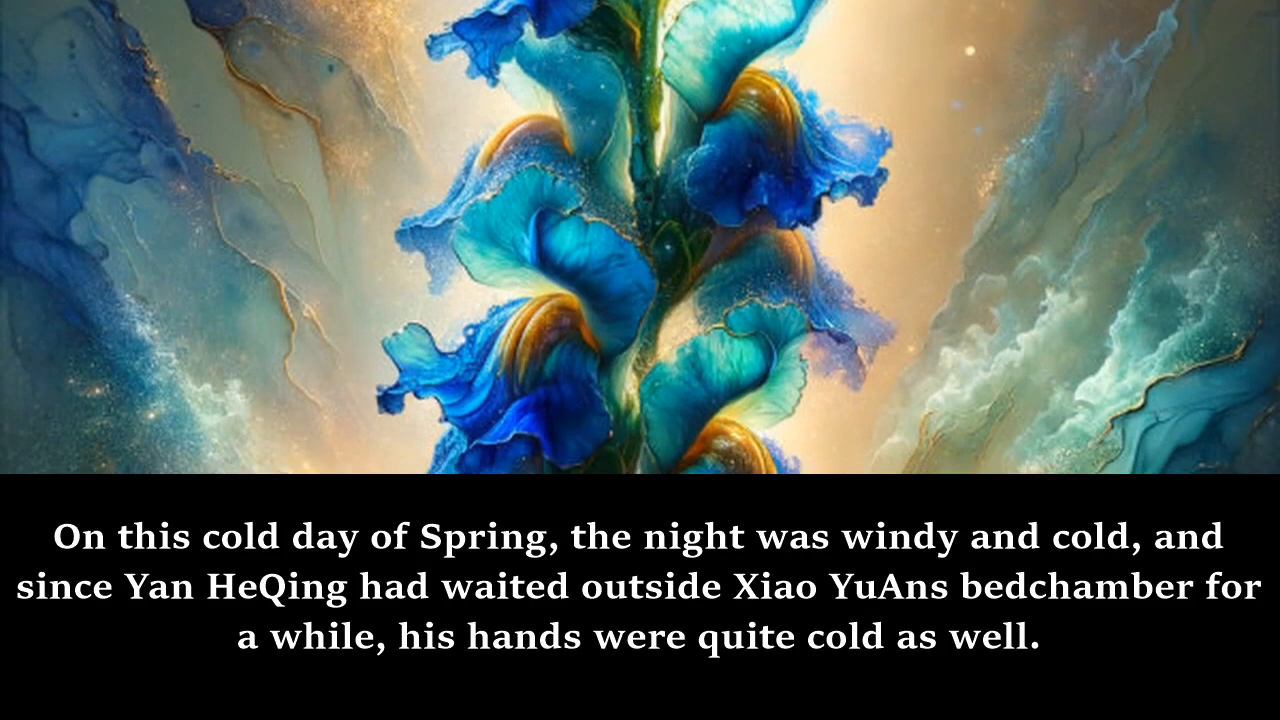 On this cold day of Spring, the night was windy and cold, and
since Yan HeQing had waited outside Xiao YuAns bedchamber for
a while, his hands were quite cold as well.